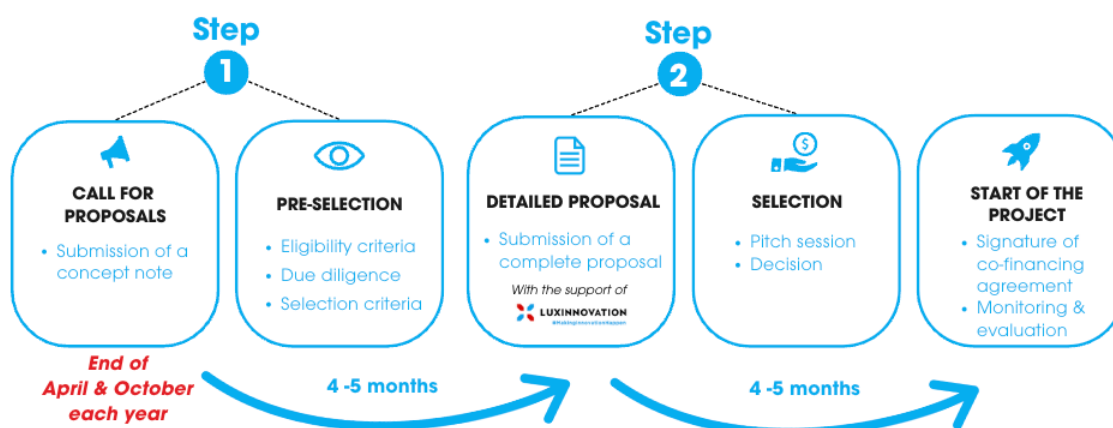 Step
1
Step
2
CALL FOR
PROPOSALS
• Submission of a
concept note
PRE-SELECTION
• Eligibility criteria
• Due diligence
• Selection criteria
DETAILED PROPOSAL
• Submission of a
complete proposal
With the support of
LUXINNOVATION
#MakingInnovationHappen
SELECTION
• Pitch session
• Decision
START OF THE
PROJECT
• Signature of
co-financing
agreement
• Monitoring &
evaluation
End of
April & October
each year
4 -5 months
4 -5 months